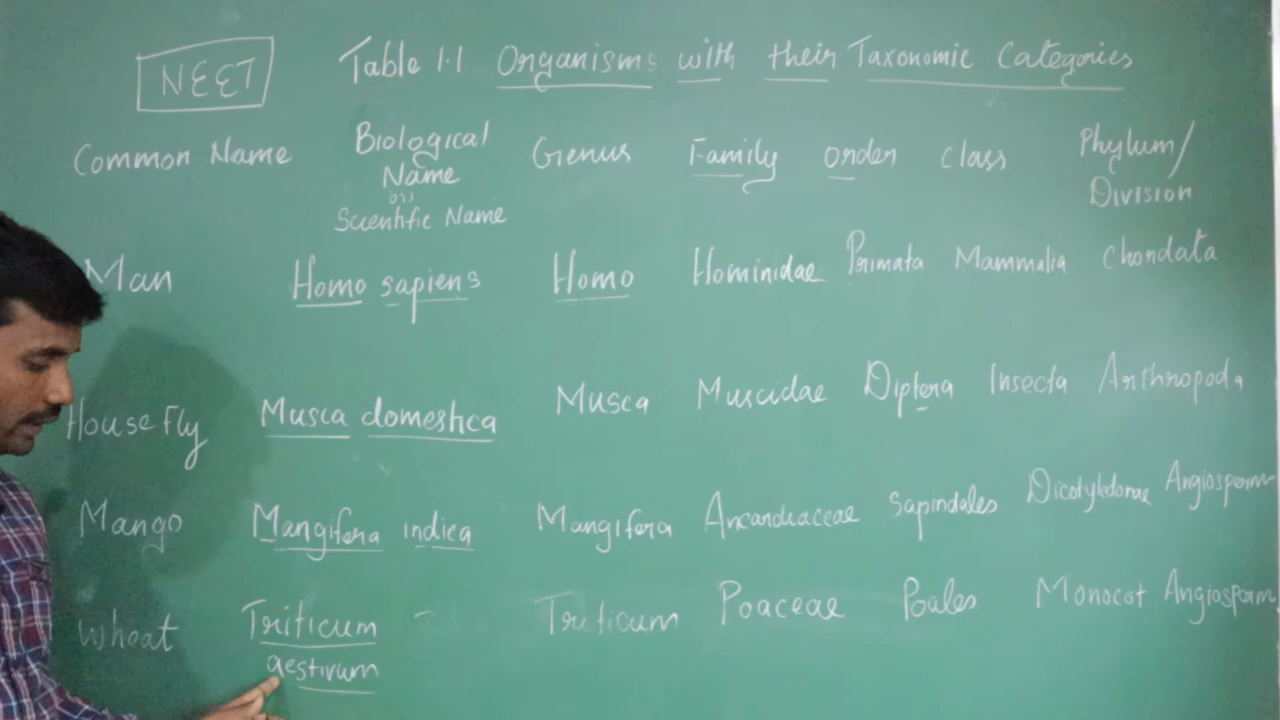 NEET Table 1.1 Organisms with their Taxonomic Categories
Common Name Biological Name Genus Family order class Phylum/
Division
Scientific Name
Man Homo sapiens Homo Hominidae Primata Mammalia chordata
House Fly Musca domestica Musca Muscidae Diptera Insecta Arthropoda
Mango Mangifera indica Mangifera Sapindales Dicotyledonae Angiosperm
Wheat Triticum Triticum Poaceae Poales Monocot Angiosperm
aestivum